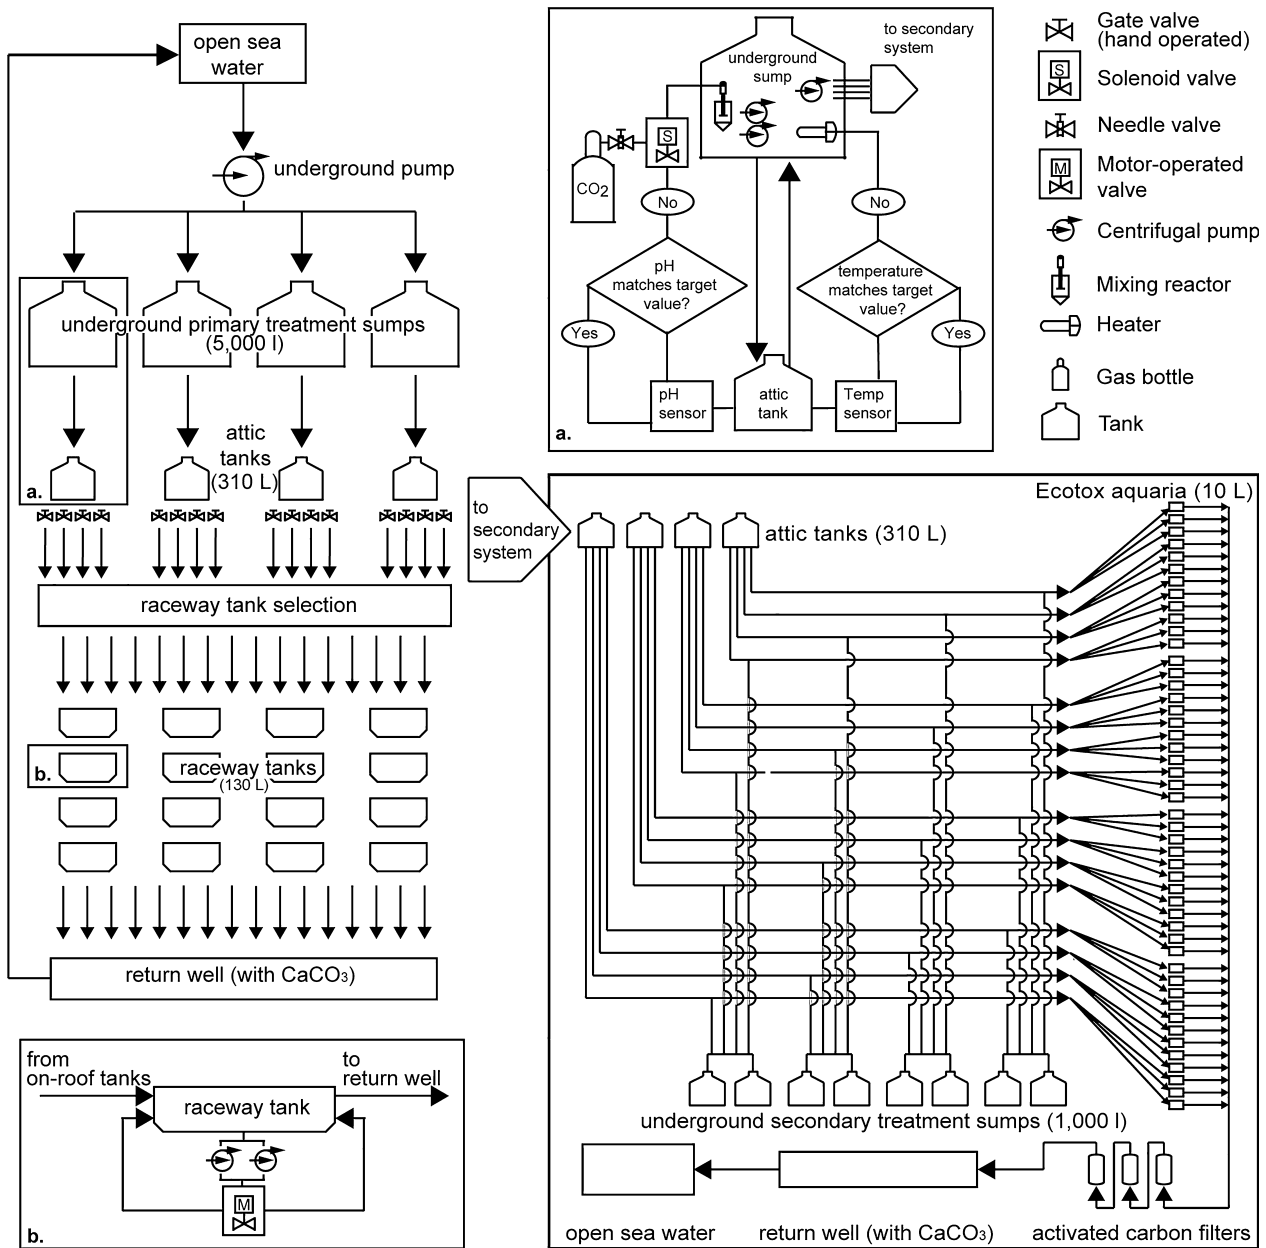 open sea
water
underground pump
underground primary treatment sumps
(5,000 l)
attic
tanks
(310 L)
a.
raceway tank selection
b.
raceway tanks
(130 L)
return well (with CaCO3)
from
on-roof tanks
to
return well
raceway tank
M
b.
to secondary
system
underground
sump
S
CO2
No
No
pH
matches target
value?
temperature
matches target
value?
Yes
Yes
pH
sensor
attic
tank
Temp
sensor
a.
Gate valve
(hand operated)
S
Solenoid valve
Needle valve
M
Motor-operated
valve
Centrifugal pump
Mixing reactor
Heater
Gas bottle
Tank
to
secondary
system
Ecotox aquaria (10 L)
attic tanks (310 L)
underground secondary treatment sumps (1,000 l)
open sea water
return well (with CaCO3)
activated carbon filters